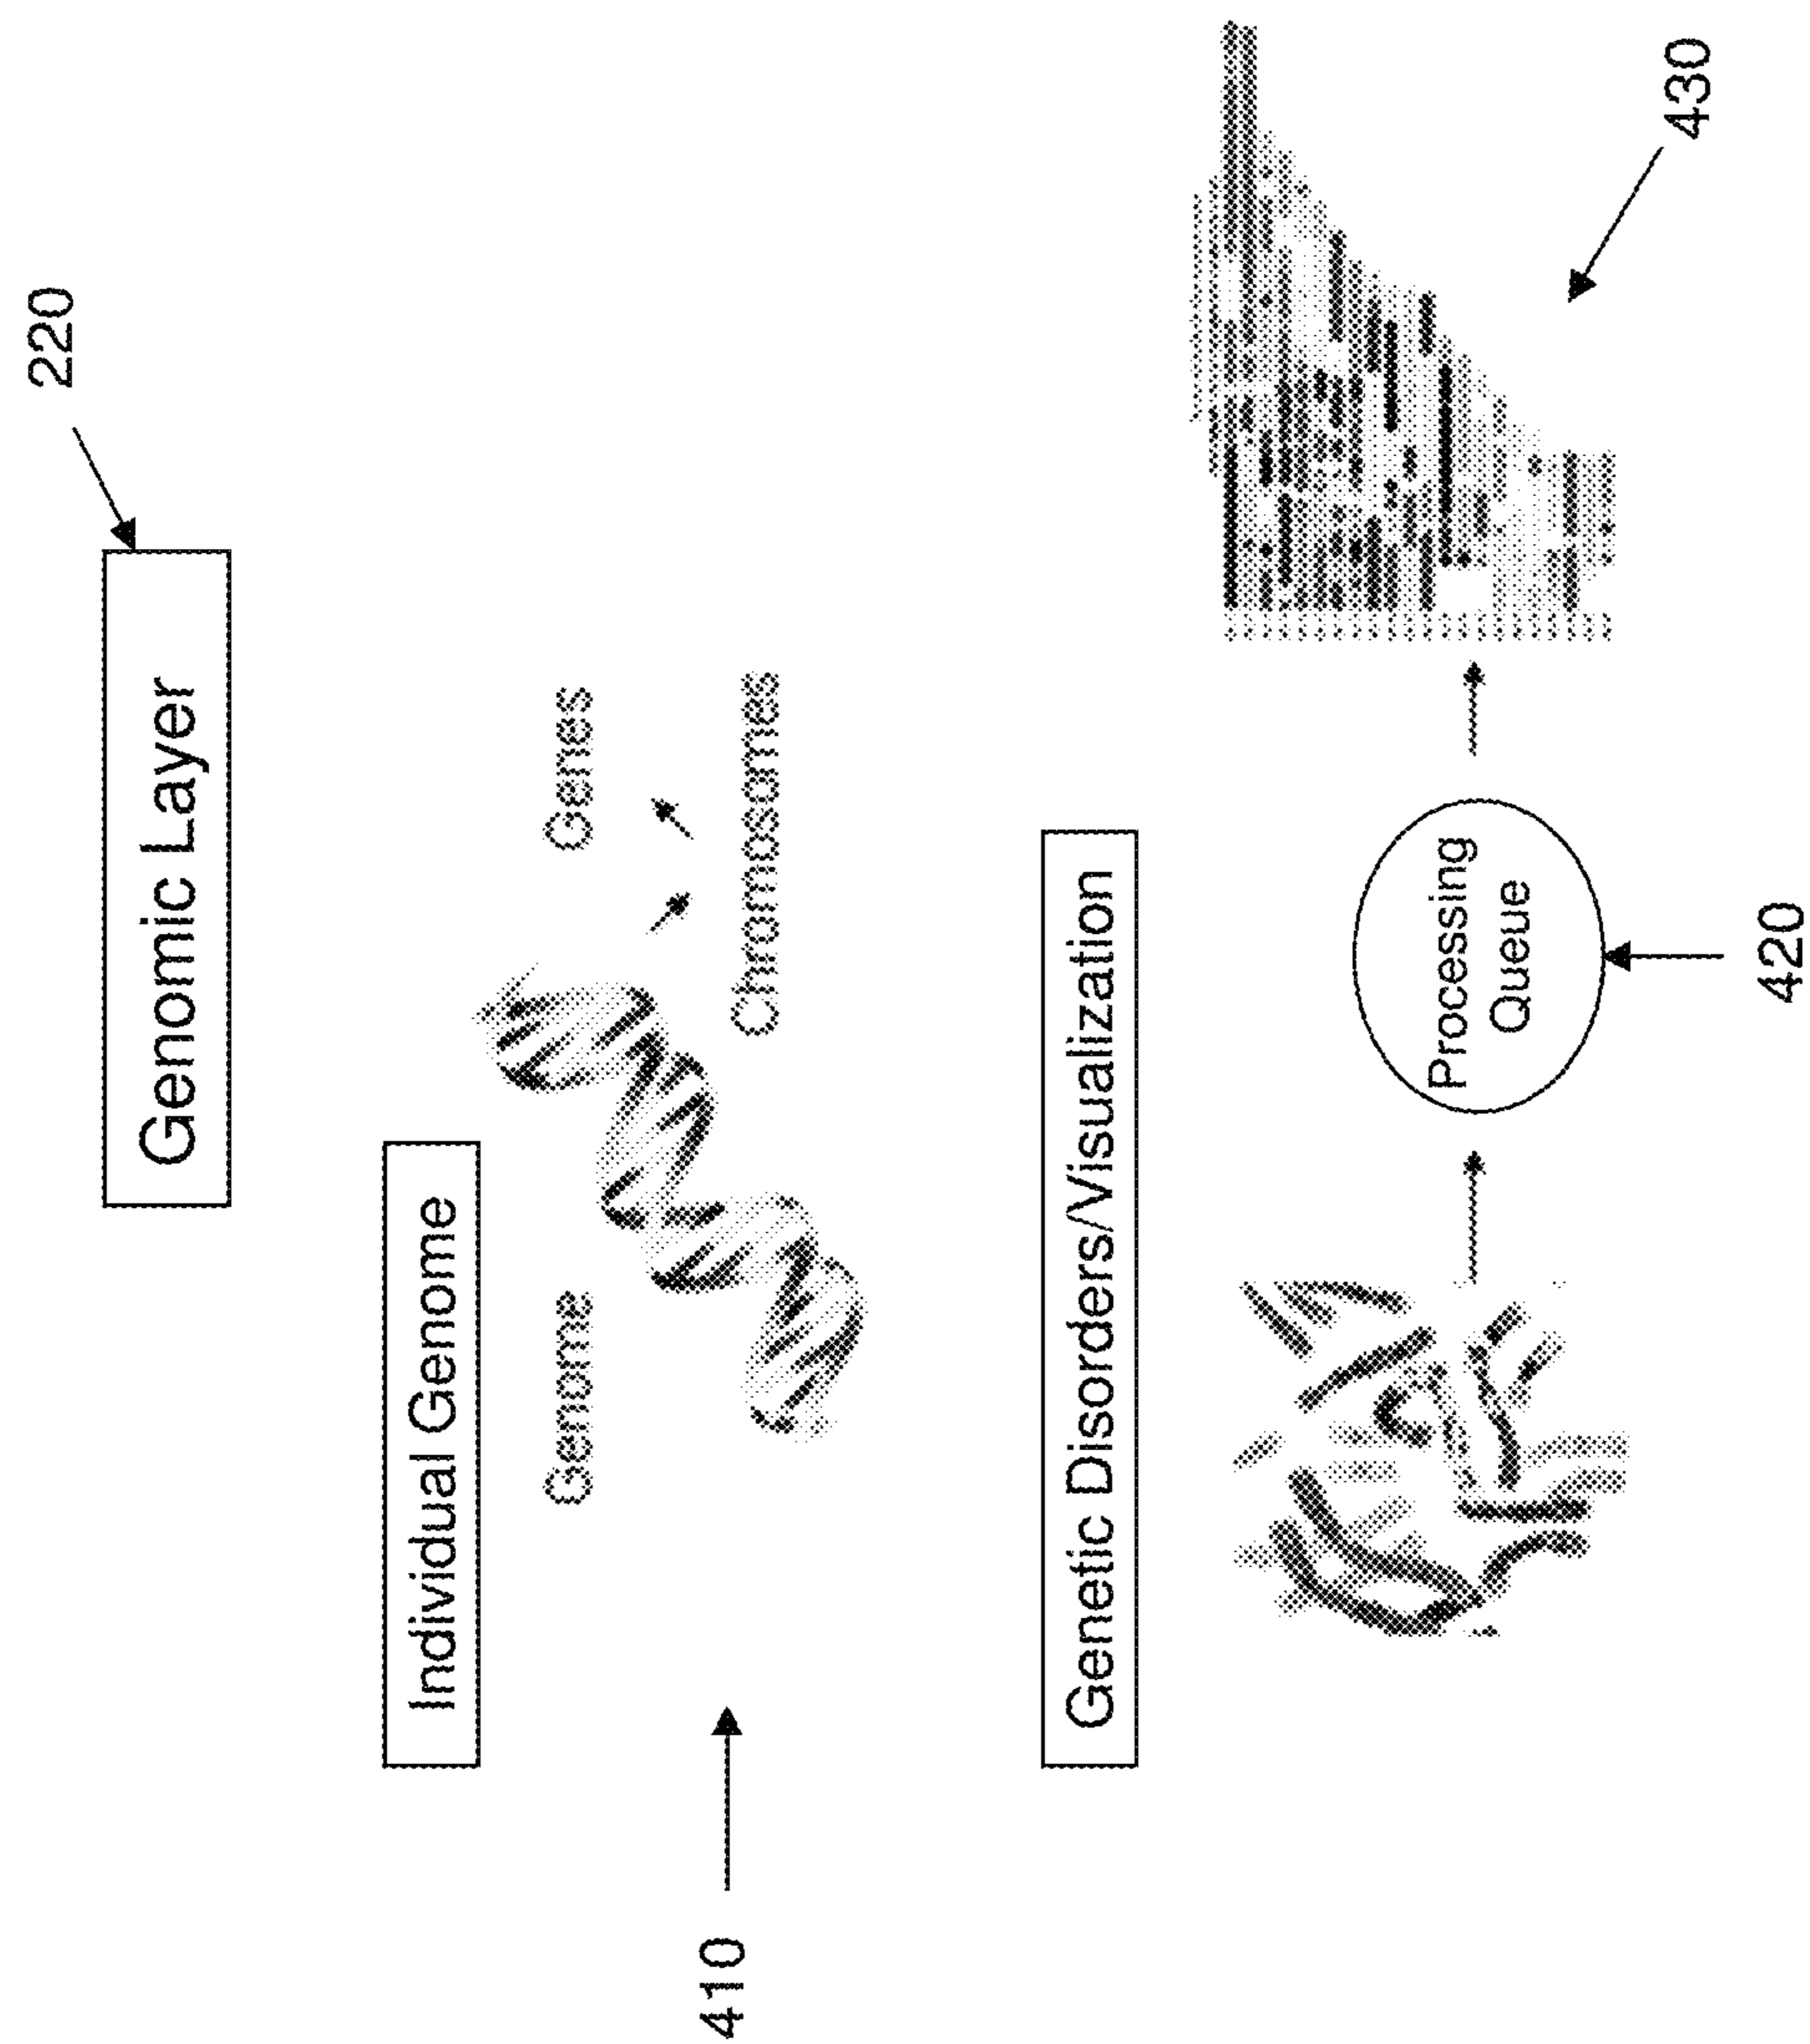 220
Genomic Layer
Individual Genome
Genome
Genes
410
Chromosomes
Genetic Disorders/Visualization
Processing
Queue
430
420